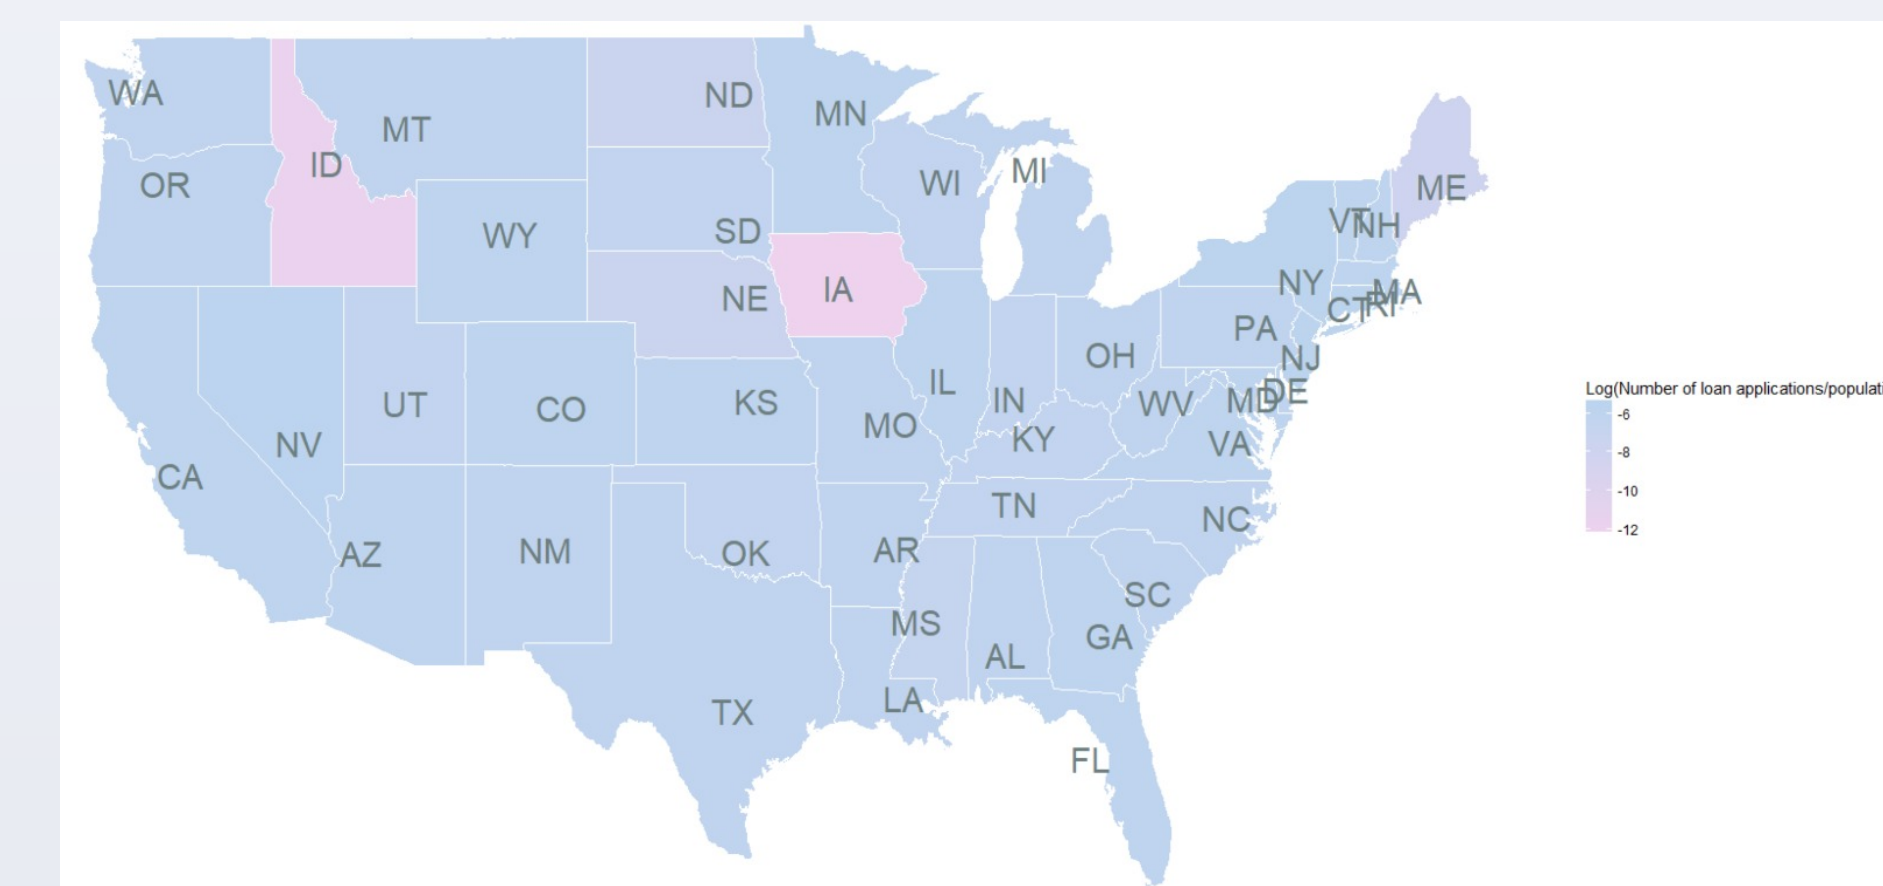 WA
MT
ND
MN
ID
OR
WI
MI
ME
WY
SD
VT
NH
NE
IA
NY
MA
CT
RI
PA
NJ
OH
UT
CO
KS
IL
IN
WV
MD
DE
NV
MO
KY
VA
CA
TN
NC
AZ
NM
OK
AR
SC
MS
GA
AL
TX
LA
FL
Log(Number of loan applications/populati
-6
-8
-10
-12